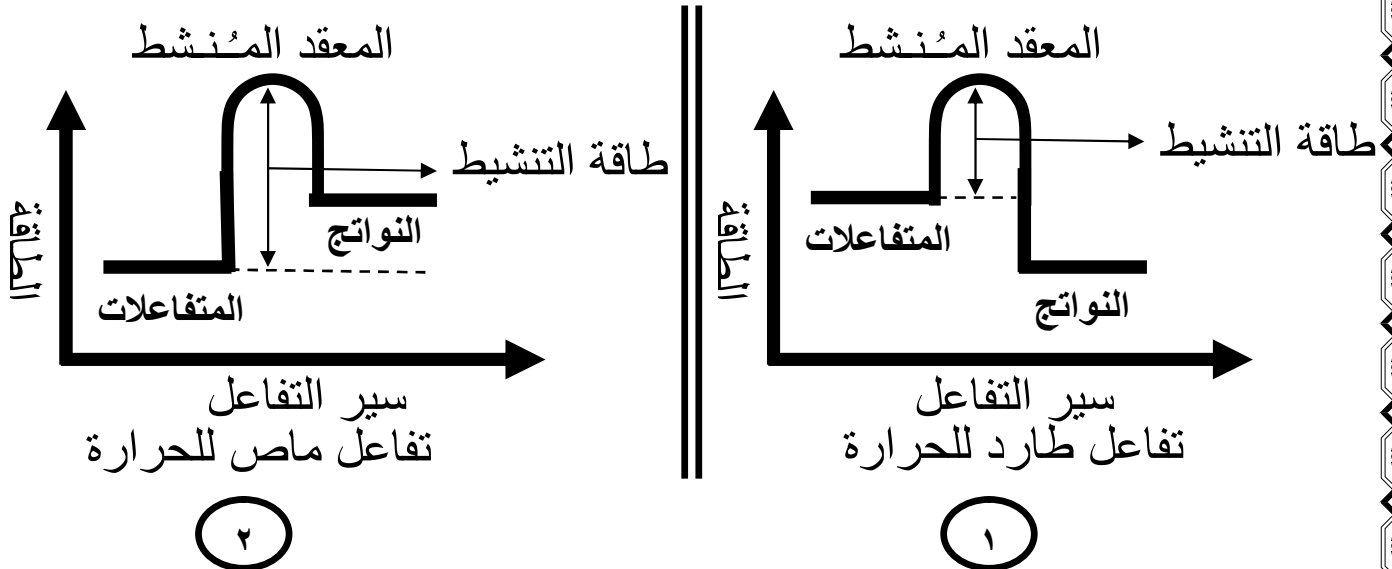 المعقد المُنشط
طاقة التنشيط
المتفاعلات
النواتج
الطاقة
سير التفاعل
تفاعل طارد للحرارة
١
المعقد المُنشط
طاقة التنشيط
النواتج
المتفاعلات
الطاقة
سير التفاعل
تفاعل ماص للحرارة
٢